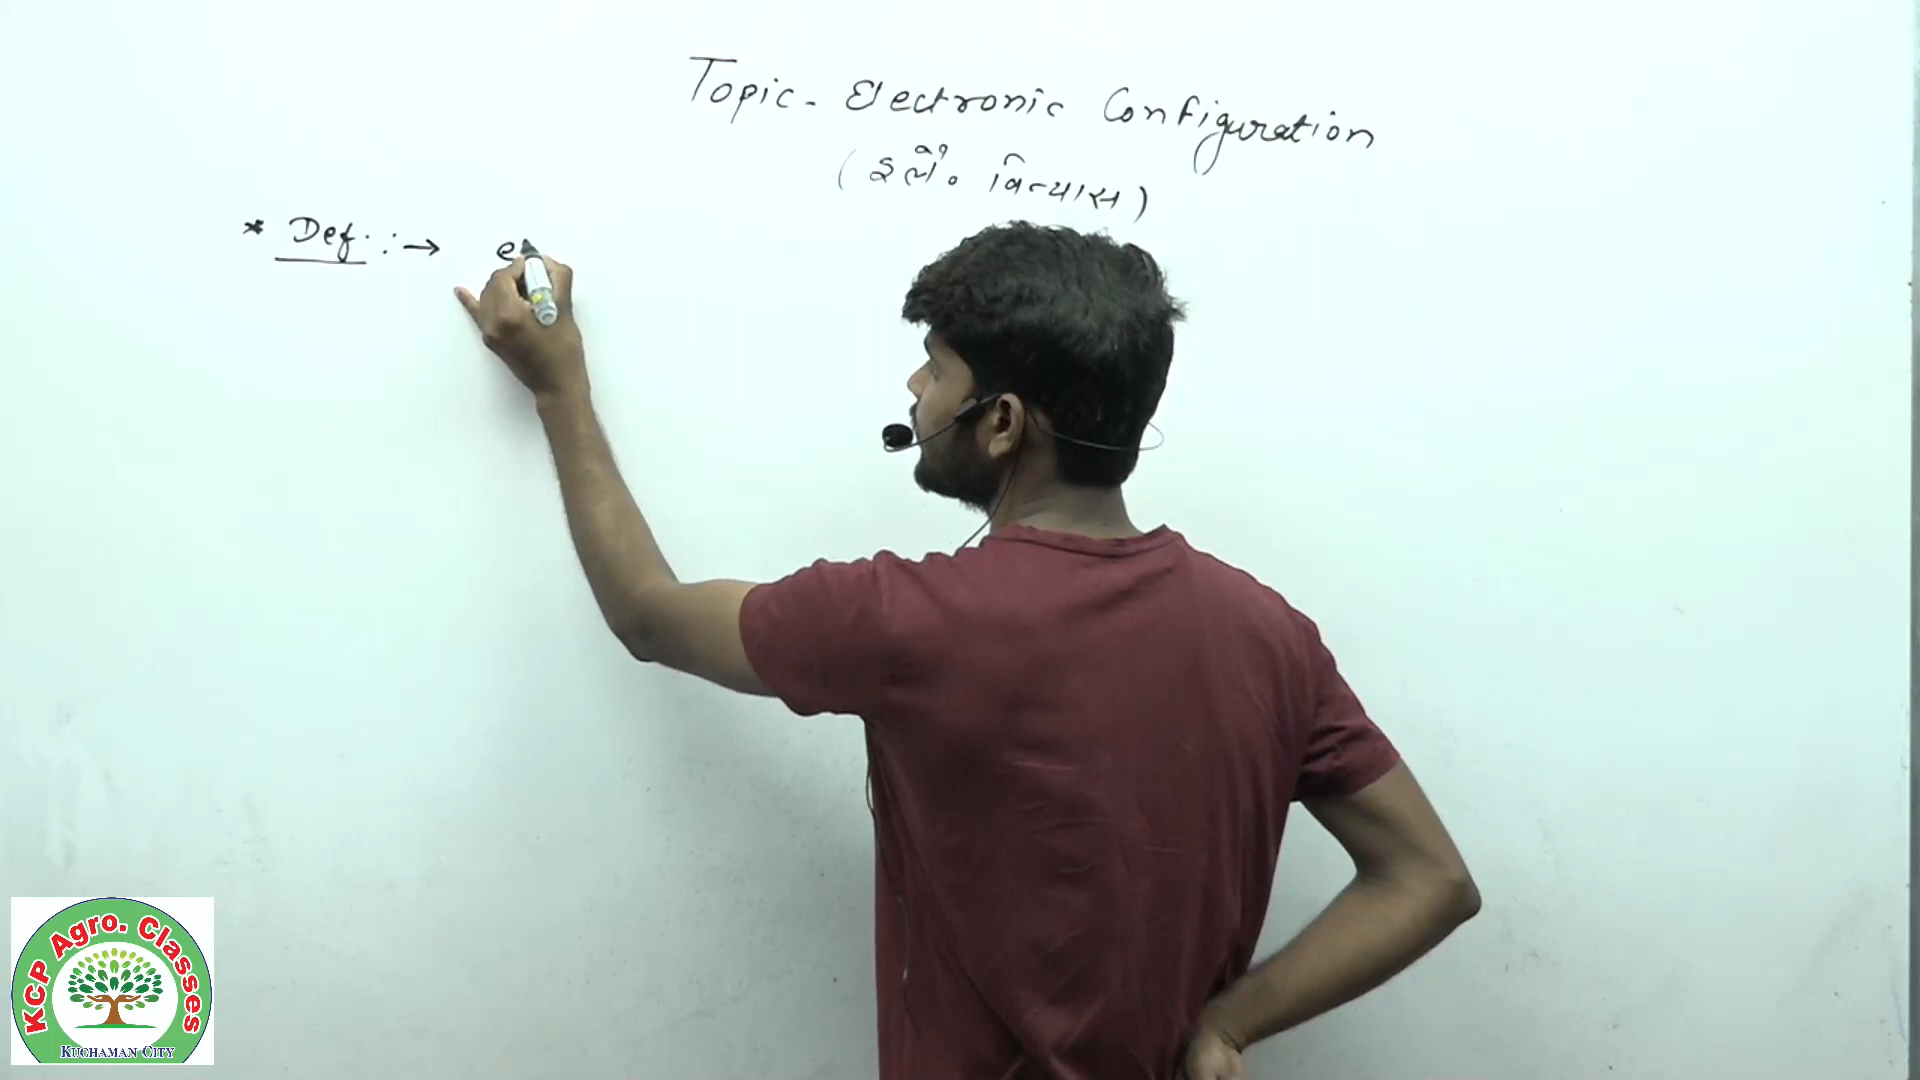 Topic - Electronic Configuration
(इले॰ विन्यास)
* Def. :→ e
KCP Agro. Classes
KUCHAMAN CITY